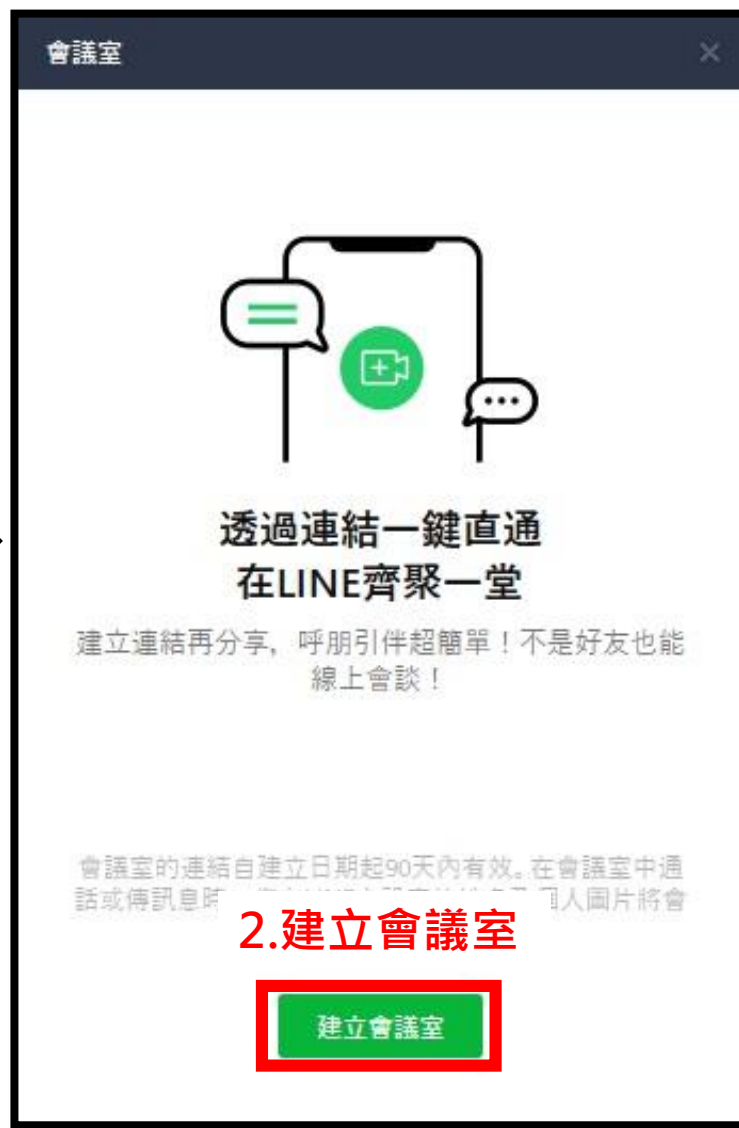 會議室
透過連結一鍵直通
在LINE齊聚一堂
建立連結再分享，呼朋引伴超簡單！不是好友也能
線上會談！
會議室的連結自建立日期起90天內有效。在會議室中通
話或傳訊息時 個人圖片將會
2.建立會議室
建立會議室